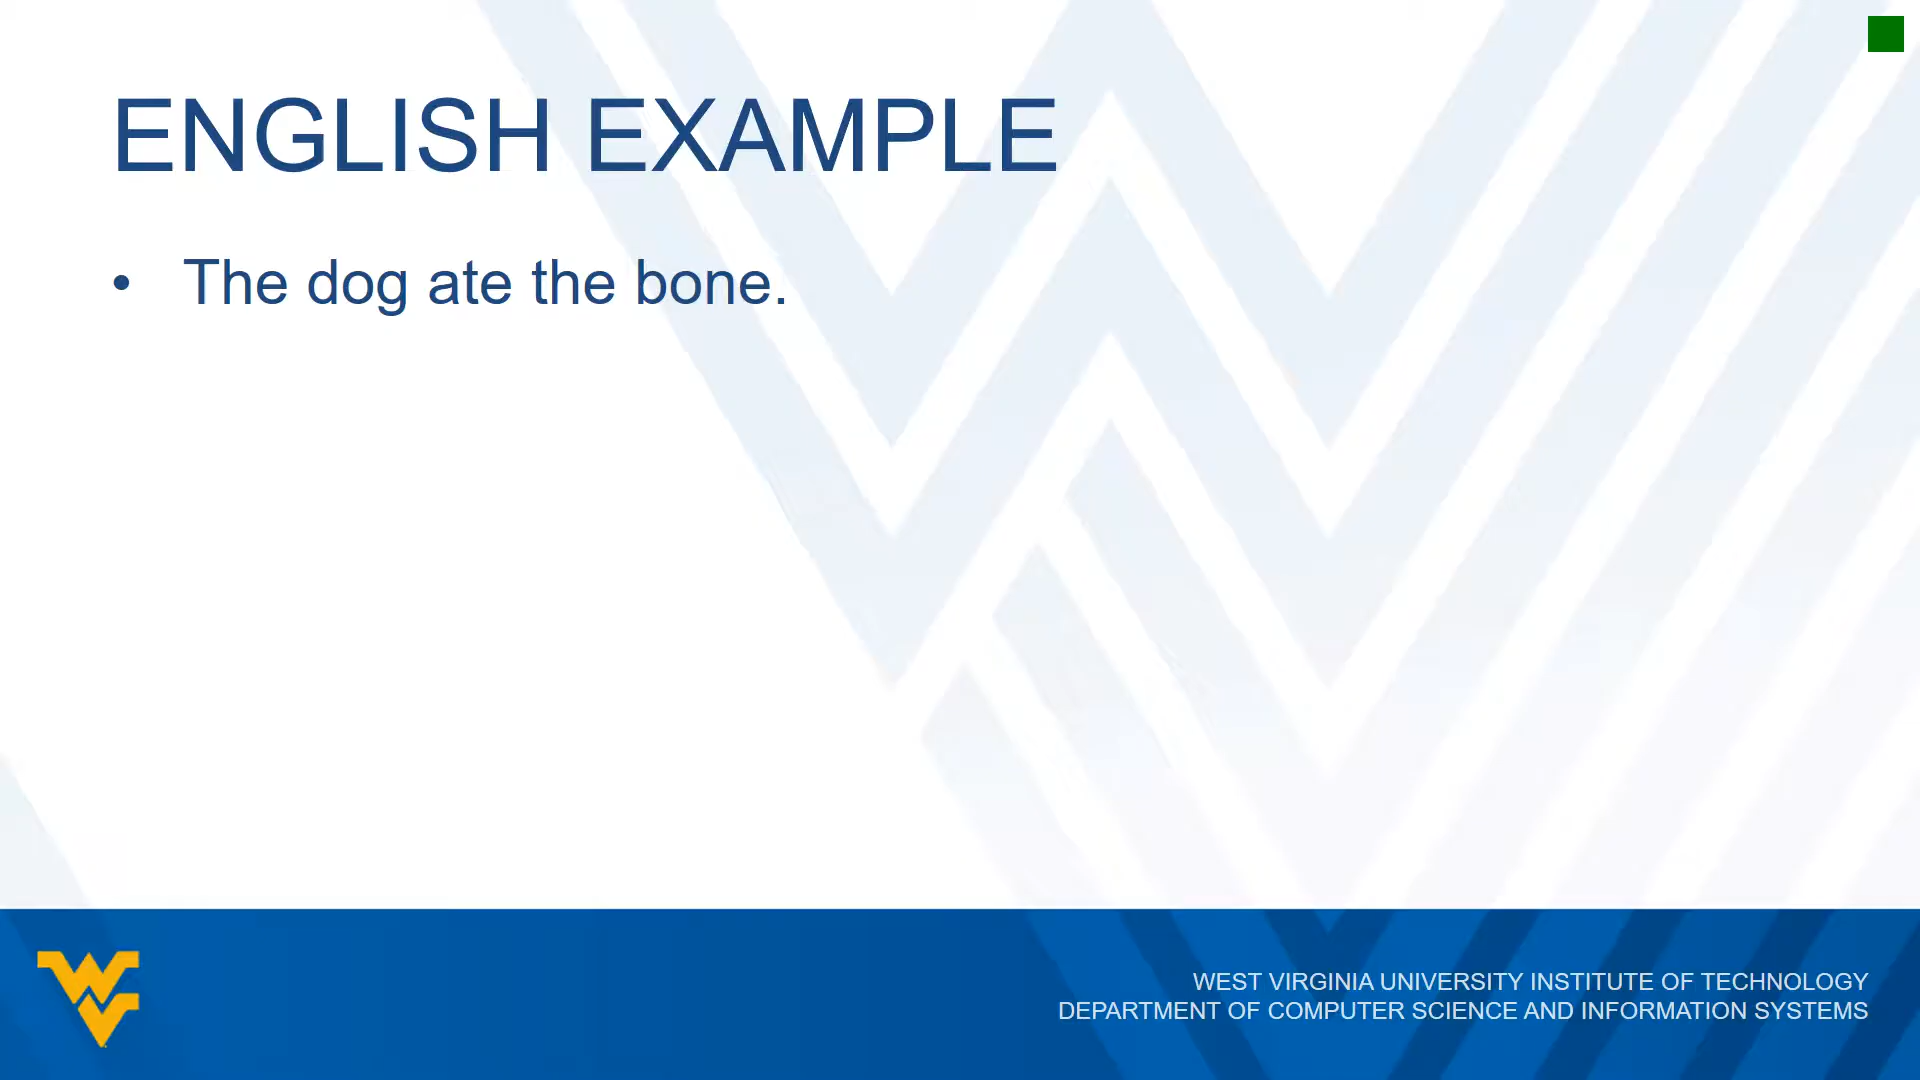 ENGLISH EXAMPLE
• The dog ate the bone.
WEST VIRGINIA UNIVERSITY INSTITUTE OF TECHNOLOGY
DEPARTMENT OF COMPUTER SCIENCE AND INFORMATION SYSTEMS